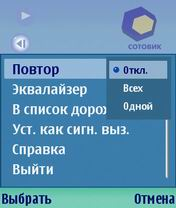 сотовик
Повтор
Откл.
Эквалайзер
Всех
В список дорож
Одной
Уст. как сигн. выз.
Справка
Выйти
Выбрать
Отмена